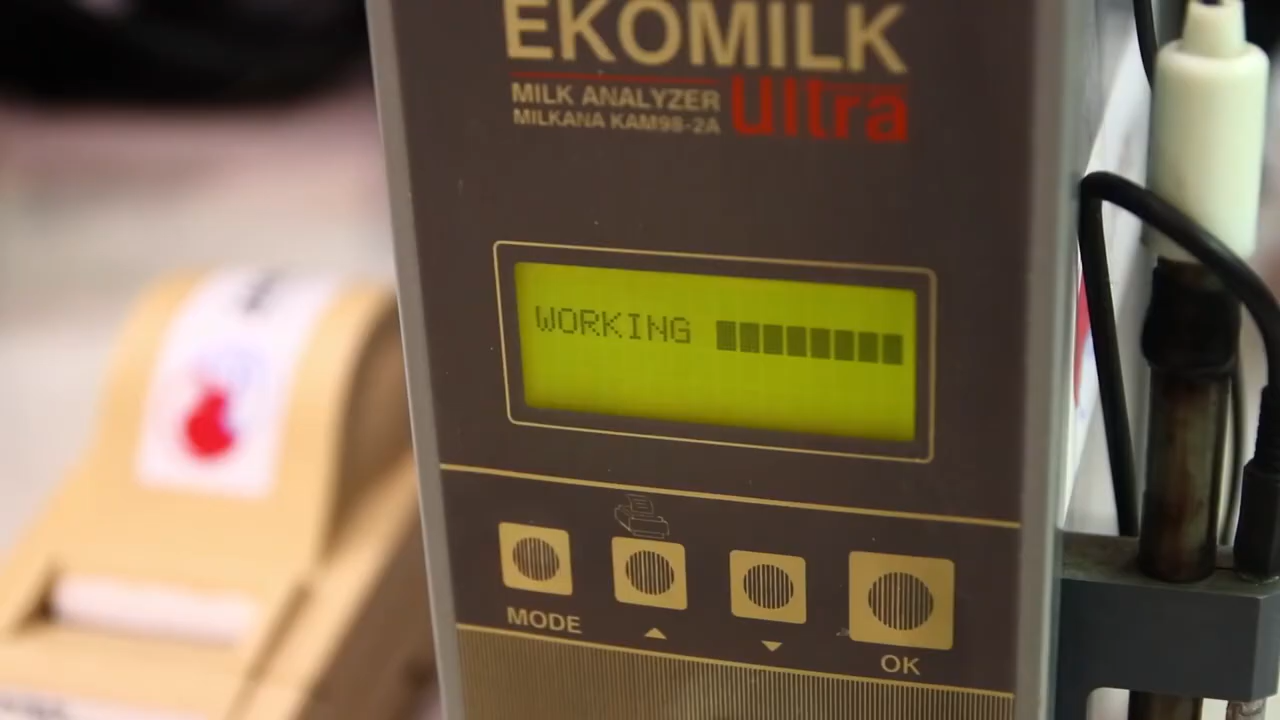 EKOMILK
MILK ANALYZER
Ultra
MILKANA KAM98-2A
WORKING
MODE
OK